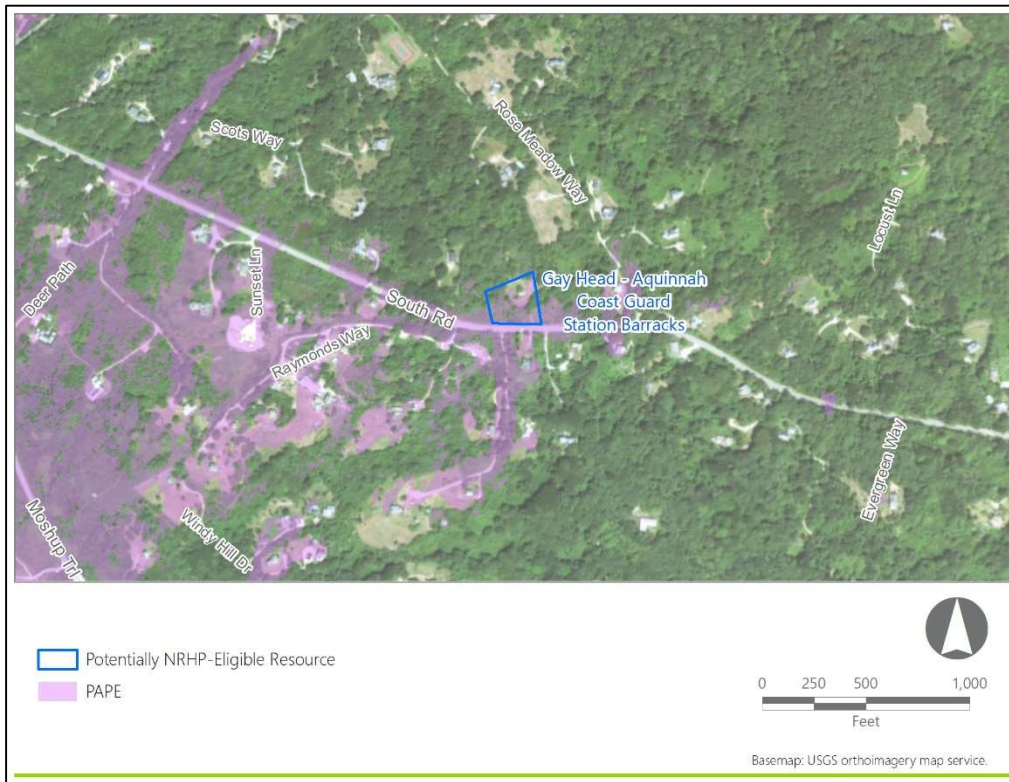 Scots Way
Rose Meadow Way
Locust Ln
Deer Path
Sunset Ln
South Rd
Gay Head - Aquinnah
Coast Guard
Station Barracks
Raymonds Way
Moshup Trl
Windy Hill Dr
Evergreen Way
Potentially NRHP-Eligible Resource
PAPE
0 250 500 1,000
Feet
Basemap: USGS orthoimagery map service.